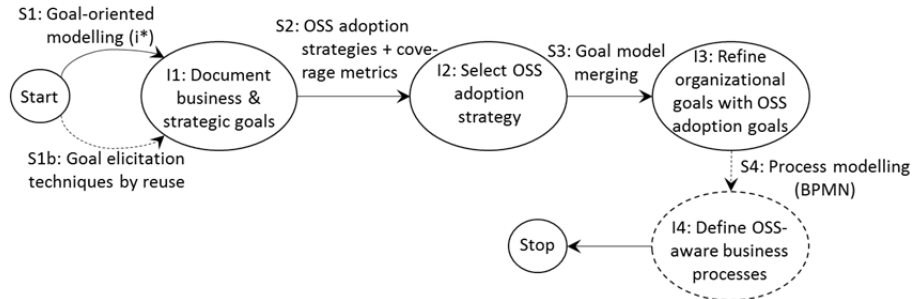 S1: Goal-oriented
modelling (i*)
S2: OSS adoption
strategies + cove-
rage metrics
S3: Goal model
merging
Start
I1: Document
business &
strategic goals
I2: Select OSS
adoption
strategy
I3: Refine
organizational
goals with OSS
adoption goals
S1b: Goal elicitation
techniques by reuse
S4: Process modelling
(BPMN)
Stop
I4: Define OSS-
aware business
processes